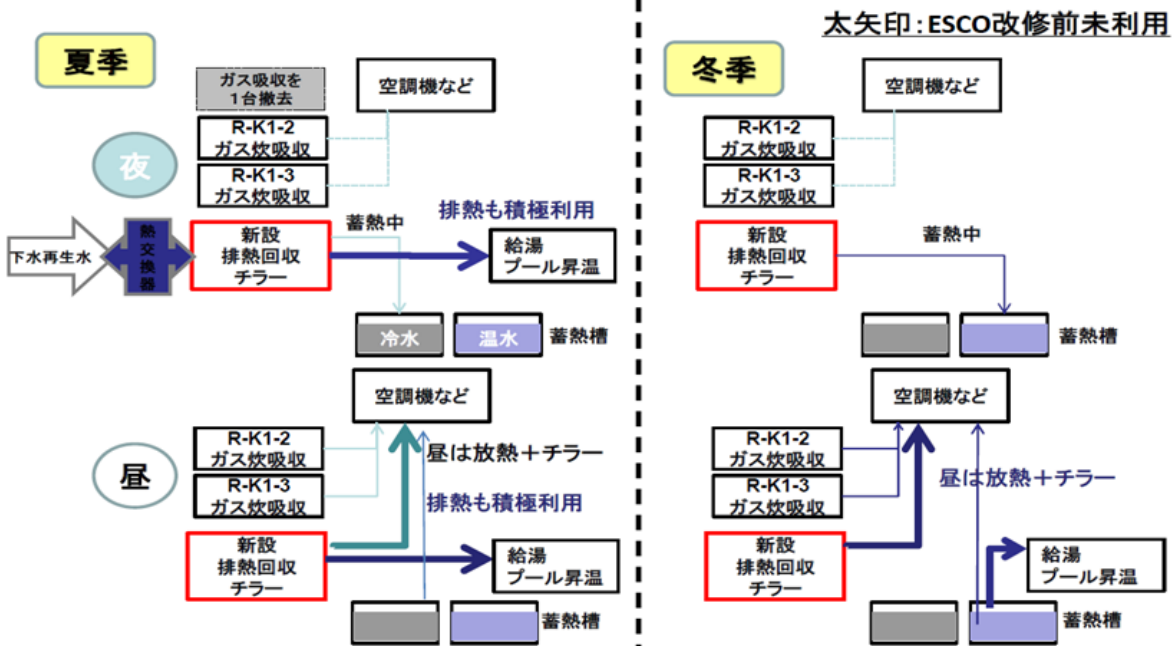 太矢印:ESCO改修前未利用
夏季
ガス吸収を
1台撤去
空調機など
R-K1-2
ガス炊吸収
夜
R-K1-3
ガス炊吸収
蓄熱中
排熱も積極利用
下水再生水
熱交換器
新設
排熱回収
チラー
給湯
プール昇温
冷水
温水
蓄熱槽
昼
空調機など
R-K1-2
ガス炊吸収
昼は放熱+チラー
R-K1-3
ガス炊吸収
排熱も積極利用
新設
排熱回収
チラー
給湯
プール昇温
蓄熱槽
冬季
空調機など
R-K1-2
ガス炊吸収
R-K1-3
ガス炊吸収
新設
排熱回収
チラー
蓄熱中
蓄熱槽
空調機など
R-K1-2
ガス炊吸収
R-K1-3
ガス炊吸収
昼は放熱+チラー
新設
排熱回収
チラー
給湯
プール昇温
蓄熱槽